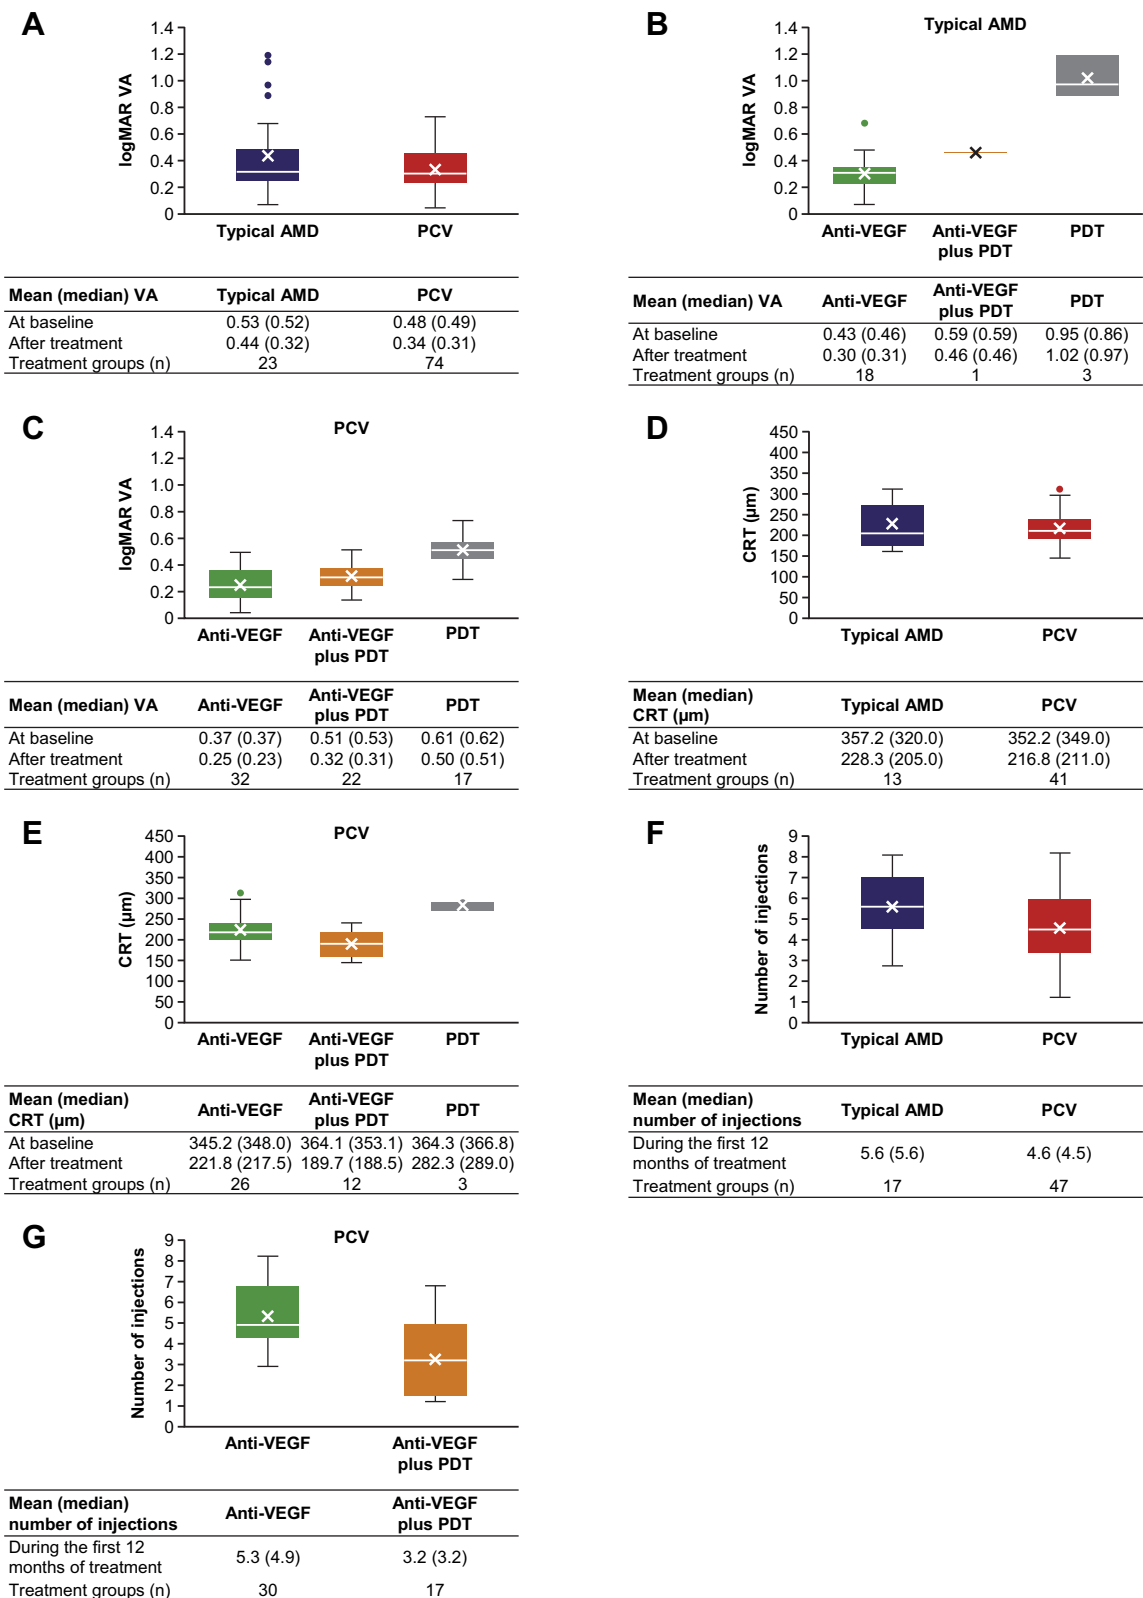 A
logMAR VA
1.4
1.2
1.0
0.8
0.6
0.4
0.2
0
Typical AMD PCV
Mean (median) VA Typical AMD PCV
At baseline 0.53 (0.52) 0.48 (0.49)
After treatment 0.44 (0.32) 0.34 (0.31)
Treatment groups (n) 23 74
B
Typical AMD
logMAR VA
1.4
1.2
1.0
0.8
0.6
0.4
0.2
0
Anti-VEGF Anti-VEGF PDT
plus PDT
Mean (median) VA Anti-VEGF Anti-VEGF PDT
plus PDT
At baseline 0.43 (0.46) 0.59 (0.59) 0.95 (0.86)
After treatment 0.30 (0.31) 0.46 (0.46) 1.02 (0.97)
Treatment groups (n) 18 1 3
C
PCV
logMAR VA
1.4
1.2
1.0
0.8
0.6
0.4
0.2
0
Anti-VEGF Anti-VEGF PDT
plus PDT
Mean (median) VA Anti-VEGF Anti-VEGF PDT
plus PDT
At baseline 0.37 (0.37) 0.51 (0.53) 0.61 (0.62)
After treatment 0.25 (0.23) 0.32 (0.31) 0.50 (0.51)
Treatment groups (n) 32 22 17
D
CRT (µm)
450
400
350
300
250
200
150
100
50
0
Typical AMD PCV
Mean (median)
CRT (µm) Typical AMD PCV
At baseline 357.2 (320.0) 352.2 (349.0)
After treatment 228.3 (205.0) 216.8 (211.0)
Treatment groups (n) 13 41
E
PCV
CRT (µm)
450
400
350
300
250
200
150
100
50
0
Anti-VEGF Anti-VEGF PDT
plus PDT
Mean (median) Anti-VEGF Anti-VEGF PDT
CRT (µm) plus PDT
At baseline 345.2 (348.0) 364.1 (353.1) 364.3 (366.8)
After treatment 221.8 (217.5) 189.7 (188.5) 282.3 (289.0)
Treatment groups (n) 26 12 3
F
Number of injections
9
8
7
6
5
4
3
2
1
0
Typical AMD PCV
Mean (median)
number of injections Typical AMD PCV
During the first 12
months of treatment 5.6 (5.6) 4.6 (4.5)
Treatment groups (n) 17 47
G
PCV
Number of injections
9
8
7
6
5
4
3
2
1
0
Anti-VEGF Anti-VEGF
plus PDT
Mean (median) Anti-VEGF Anti-VEGF
number of injections plus PDT
During the first 12
months of treatment 5.3 (4.9) 3.2 (3.2)
Treatment groups (n) 30 17